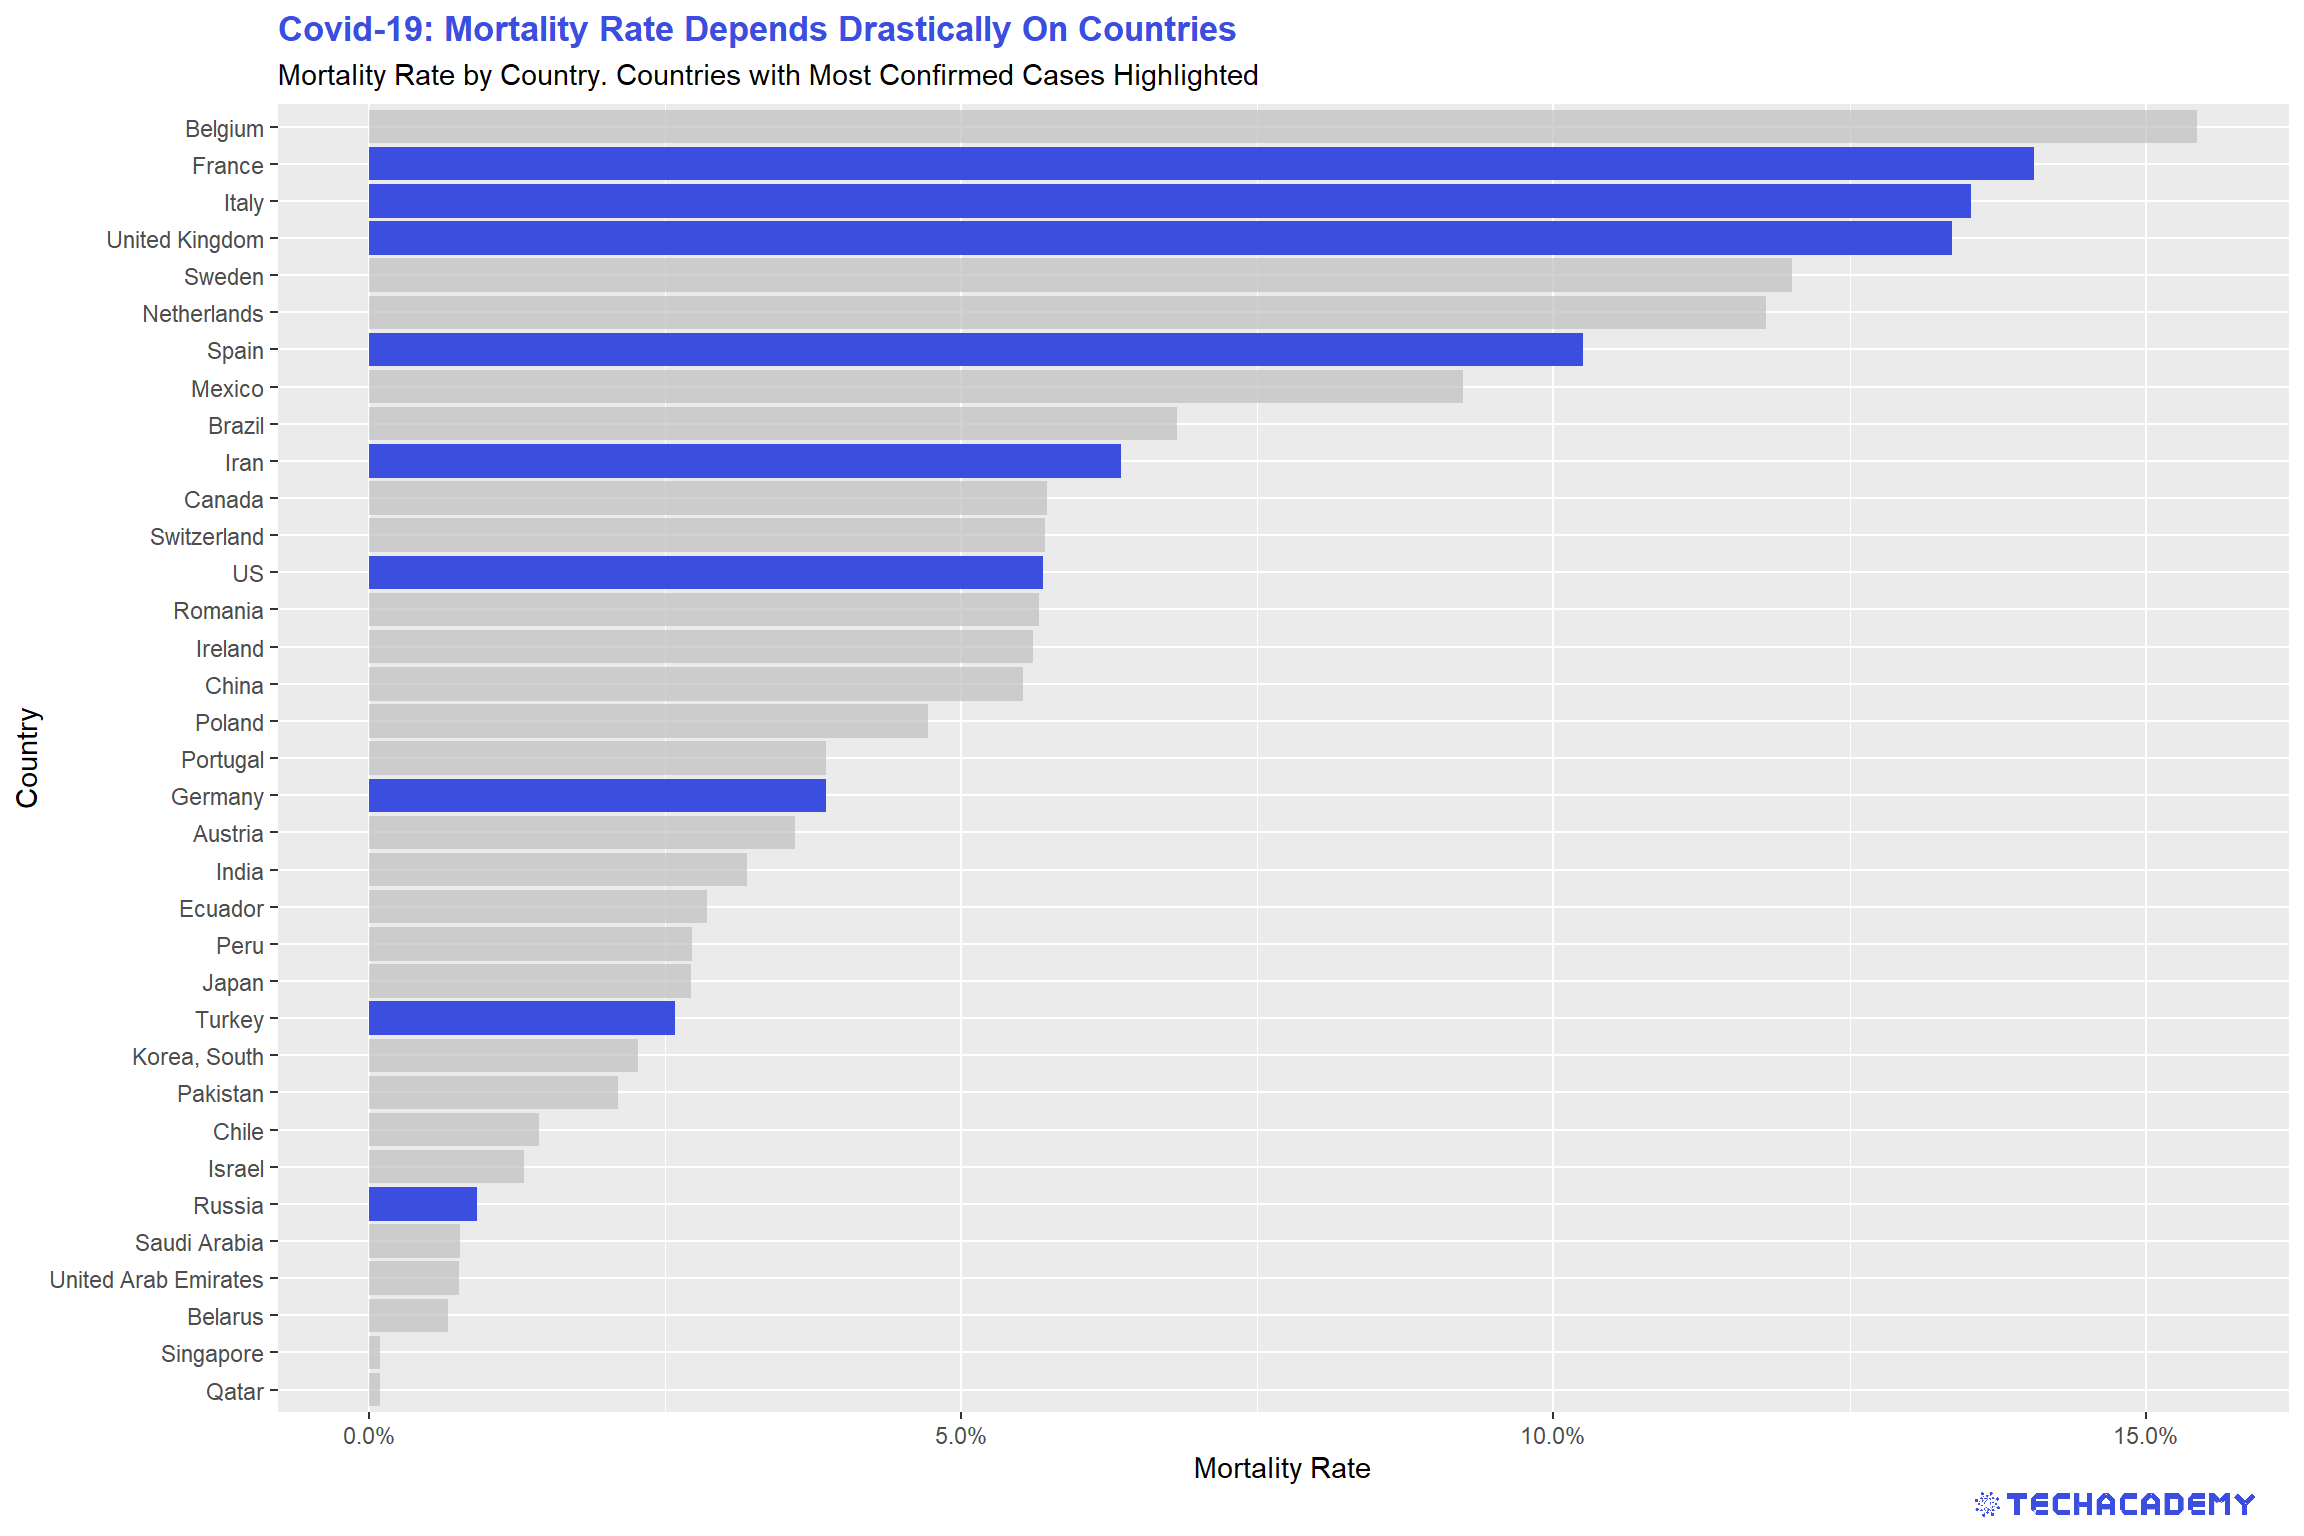 Covid-19: Mortality Rate Depends Drastically On Countries
Mortality Rate by Country. Countries with Most Confirmed Cases Highlighted
Country
Belgium
France
Italy
United Kingdom
Sweden
Netherlands
Spain
Mexico
Brazil
Iran
Canada
Switzerland
US
Romania
Ireland
China
Poland
Portugal
Germany
Austria
India
Ecuador
Peru
Japan
Turkey
Korea, South
Pakistan
Chile
Israel
Russia
Saudi Arabia
United Arab Emirates
Belarus
Singapore
Qatar
0.0% 5.0% 10.0% 15.0%
Mortality Rate
TECHACADEMY